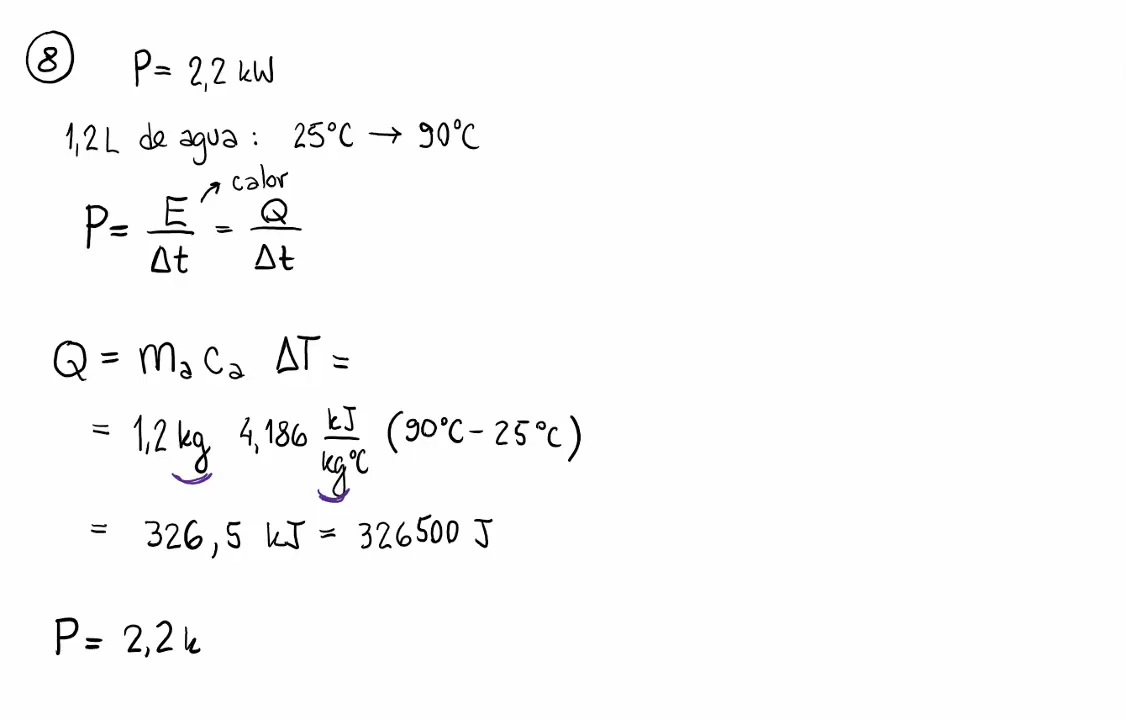 ⑧ P = 2,2 kW
1,2 L de agua : 25°C → 90°C
P = E/Δt = Q/Δt ↗ calor
Q = mₐ cₐ ΔT =
= 1,2 kg 4,186 kJ/kg°C (90°C - 25°C)
= 326,5 kJ = 326500 J
P = 2,2 k